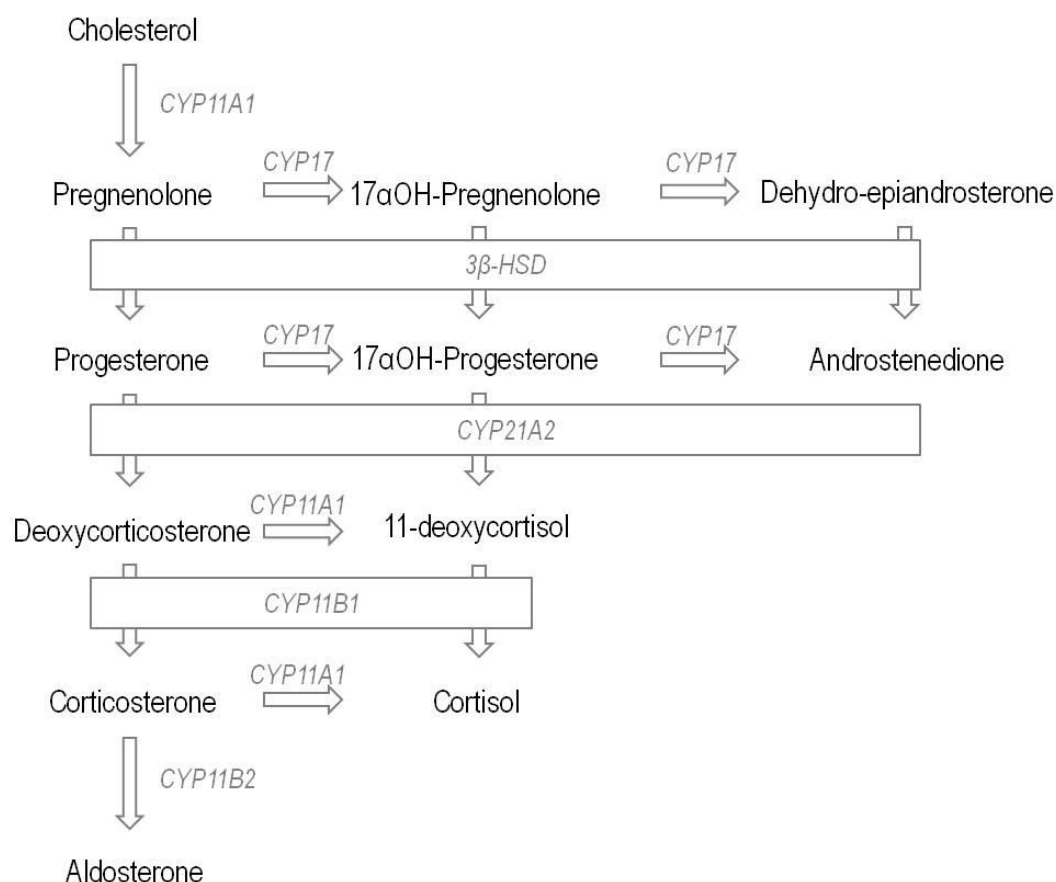 Cholesterol
CYP11A1
CYP17
CYP17
Pregnenolone
17αOH-Pregnenolone
Dehydro-epiandrosterone
3β-HSD
CYP17
CYP17
Progesterone
17αOH-Progesterone
Androstenedione
CYP21A2
CYP11A1
Deoxycorticosterone
11-deoxycortisol
CYP11B1
CYP11A1
Corticosterone
Cortisol
CYP11B2
Aldosterone